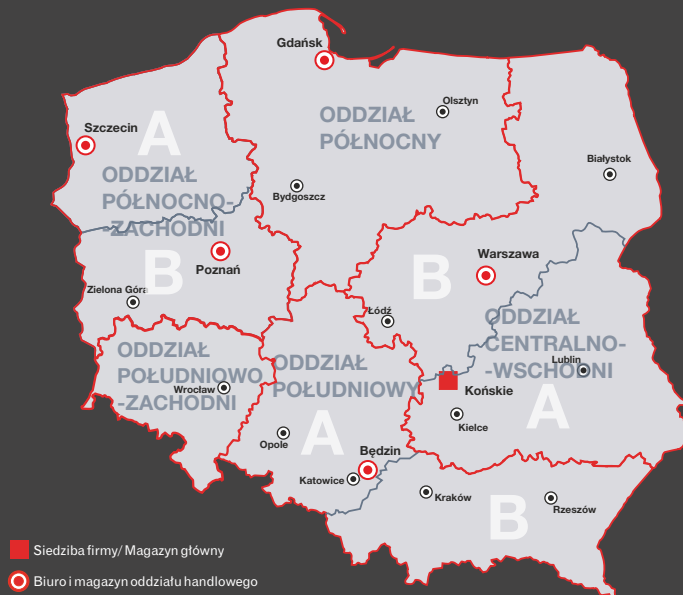 Gdańsk
Olsztyn
A
ODDZIAŁ
PÓŁNOCNY
Szczecin
Białystok
ODDZIAŁ
PÓŁNOCNO-
-ZACHODNI
Bydgoszcz
B
Poznań
B
Warszawa
Zielona Góra
Łódź
ODDZIAŁ
CENTRALNO-
-WSCHODNI
Lublin
ODDZIAŁ
POŁUDNIOWO
-ZACHODNI
Wrocław
ODDZIAŁ
POŁUDNIOWY
Końskie
A
Kielce
A
Opole
Będzin
Katowice
Kraków
B
Rzeszów
Siedziba firmy/ Magazyn główny
Biuro i magazyn oddziału handlowego